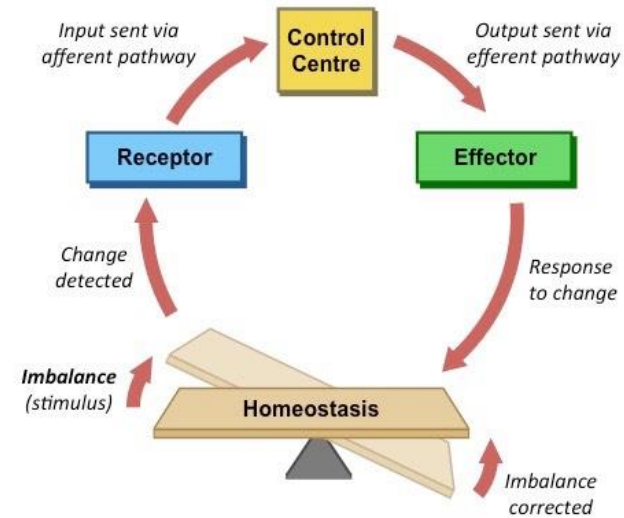 Input sent via
afferent pathway
Control
Centre
Output sent via
efferent pathway
Receptor
Effector
Change
detected
Response
to change
Imbalance
(stimulus)
Homeostasis
Imbalance
corrected